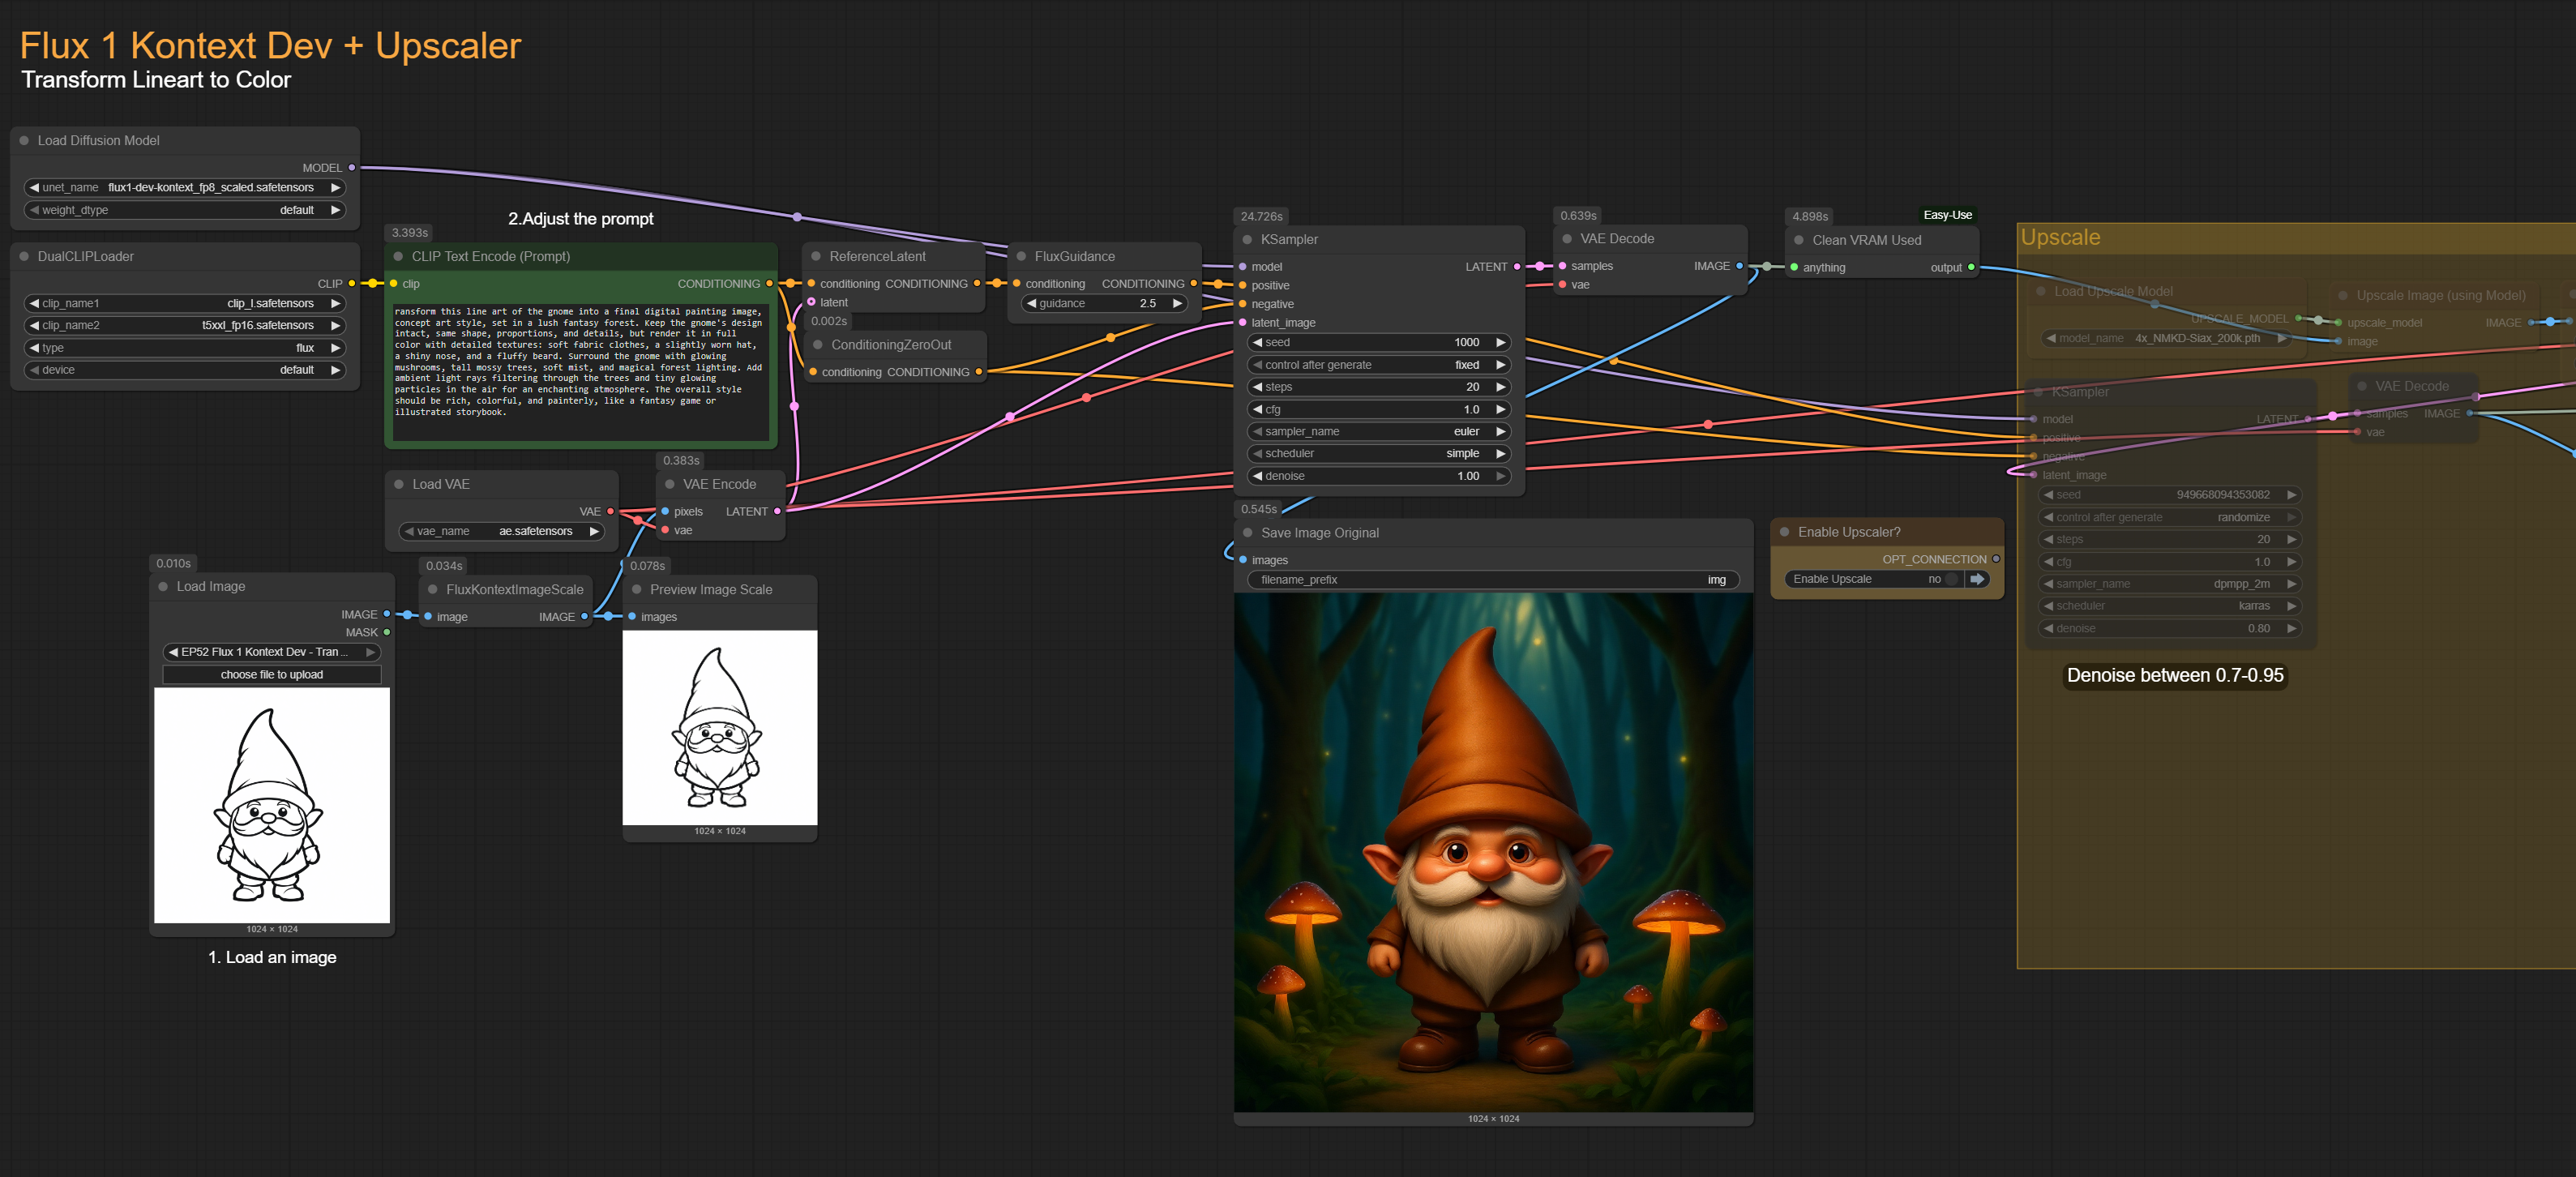 Flux 1 Kontext Dev + Upscaler
Transform Lineart to Color
Load Diffusion Model
MODEL
unet_name flux1-dev-kontext_fp8_scaled.safetensors
weight_dtype default
DualCLIPLoader
CLIP
clip_name1 clip_l.safetensors
clip_name2 t5xxl_fp16.safetensors
type flux
device default
2.Adjust the prompt
3.393s
CLIP Text Encode (Prompt)
clip CONDITIONING
ransform this line art of the gnome into a final digital painting image,
concept art style, set in a lush fantasy forest. Keep the gnome's design
intact, same shape, proportions, and details, but render it in full
color with detailed textures: soft fabric clothes, a slightly worn hat,
a shiny nose, and a fluffy beard. Surround the gnome with glowing
mushrooms, tall mossy trees, soft mist, and magical forest lighting. Add
ambient light rays filtering through the trees and tiny glowing
particles in the air for an enchanting atmosphere. The overall style
should be rich, colorful, and painterly, like a fantasy game or
illustrated storybook.
ReferenceLatent
conditioning CONDITIONING
latent
0.002s
ConditioningZeroOut
conditioning CONDITIONING
FluxGuidance
conditioning CONDITIONING
guidance 2.5
Load VAE
VAE
vae_name ae.safetensors
0.383s
VAE Encode
pixels LATENT
vae
0.010s
Load Image
IMAGE
MASK
EP52 Flux 1 Kontext Dev - Tran ...
choose file to upload
1024 × 1024
1. Load an image
0.034s
FluxKontextImageScale
image IMAGE
0.078s
Preview Image Scale
images
1024 × 1024
24.726s
KSampler
model LATENT
positive
negative
latent_image
seed 1000
control after generate fixed
steps 20
cfg 1.0
sampler_name euler
scheduler simple
denoise 1.00
0.639s
VAE Decode
samples IMAGE
vae
4.898s
Easy-Use
Clean VRAM Used
anything output
0.545s
Save Image Original
images
filename_prefix img
1024 × 1024
Enable Upscaler?
OPT_CONNECTION
Enable Upscale no
Upscale
Load Upscale Model
UPSCALE_MODEL
model_name 4x_NMKD-Siax_200k.pth
Upscale Image (using Model)
upscale_model IMAGE
image
KSampler
model LATENT
positive
negative
latent_image
seed 949668094353082
control after generate randomize
steps 20
cfg 1.0
sampler_name dpmpp_2m
scheduler karras
denoise 0.80
VAE Decode
samples IMAGE
vae
Denoise between 0.7-0.95